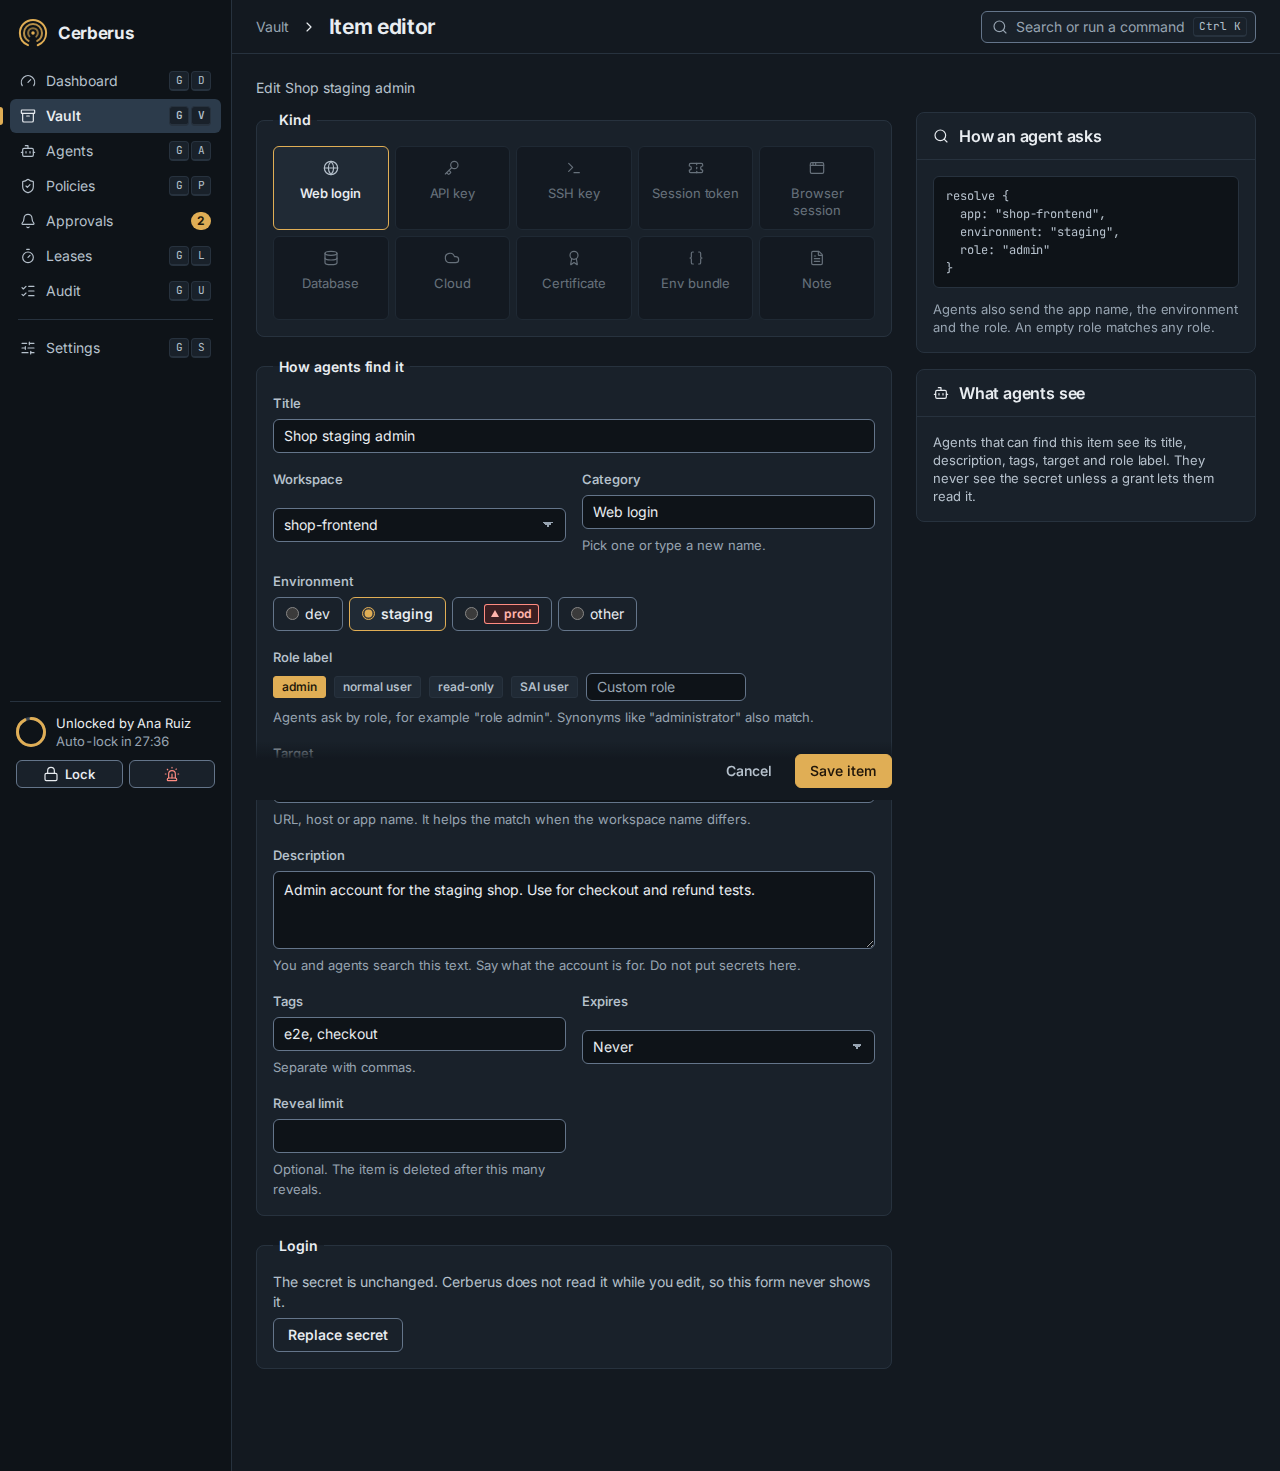 Cerberus
Dashboard G D
Vault G V
Agents G A
Policies G P
Approvals 2
Leases G L
Audit G U
Settings G S
Unlocked by Ana Ruiz
Auto-lock in 27:36
Lock
Vault > Item editor
Search or run a command Ctrl K
Edit Shop staging admin
Kind
Web login
API key
SSH key
Session token
Browser
session
Database
Cloud
Certificate
Env bundle
Note
How agents find it
Title
Shop staging admin
Workspace
shop-frontend
Category
Web login
Pick one or type a new name.
Environment
dev
staging
prod
other
Role label
admin
normal user
read-only
SAI user
Custom role
Agents ask by role, for example "role admin". Synonyms like "administrator" also match.
Target
Cancel
Save item
URL, host or app name. It helps the match when the workspace name differs.
Description
Admin account for the staging shop. Use for checkout and refund tests.
You and agents search this text. Say what the account is for. Do not put secrets here.
Tags
e2e, checkout
Separate with commas.
Expires
Never
Reveal limit
Optional. The item is deleted after this many
reveals.
Login
The secret is unchanged. Cerberus does not read it while you edit, so this form never shows
it.
Replace secret
How an agent asks
resolve {
app: "shop-frontend",
environment: "staging",
role: "admin"
}
Agents also send the app name, the environment
and the role. An empty role matches any role.
What agents see
Agents that can find this item see its title,
description, tags, target and role label. They
never see the secret unless a grant lets them
read it.